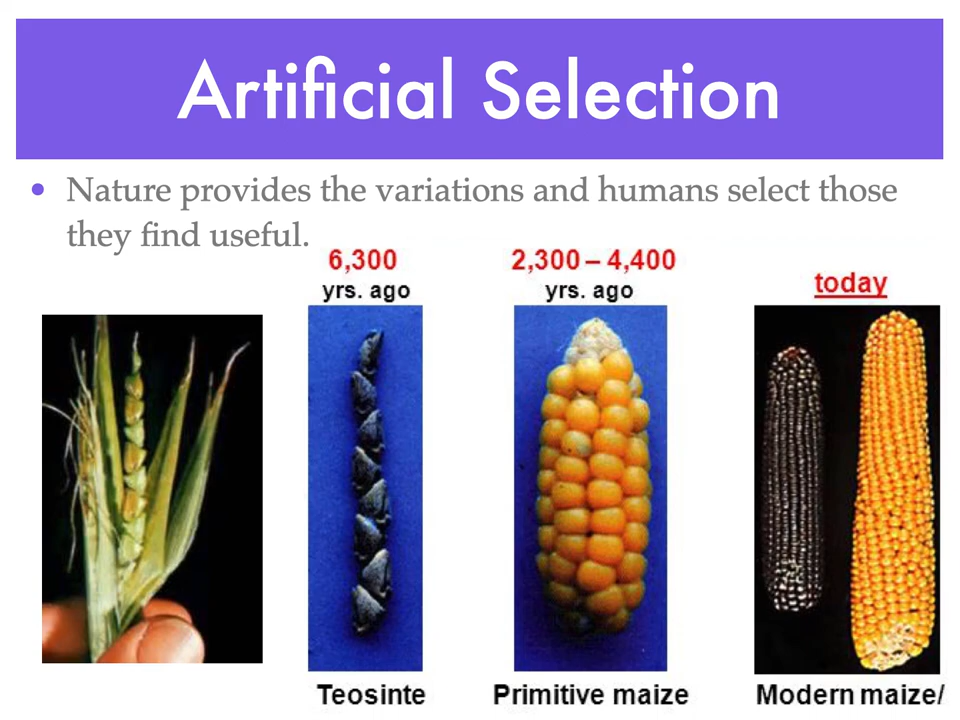 Artificial Selection
• Nature provides the variations and humans select those
they find useful.
6,300
yrs. ago
2,300 – 4,400
yrs. ago
today
Teosinte
Primitive maize
Modern maize/